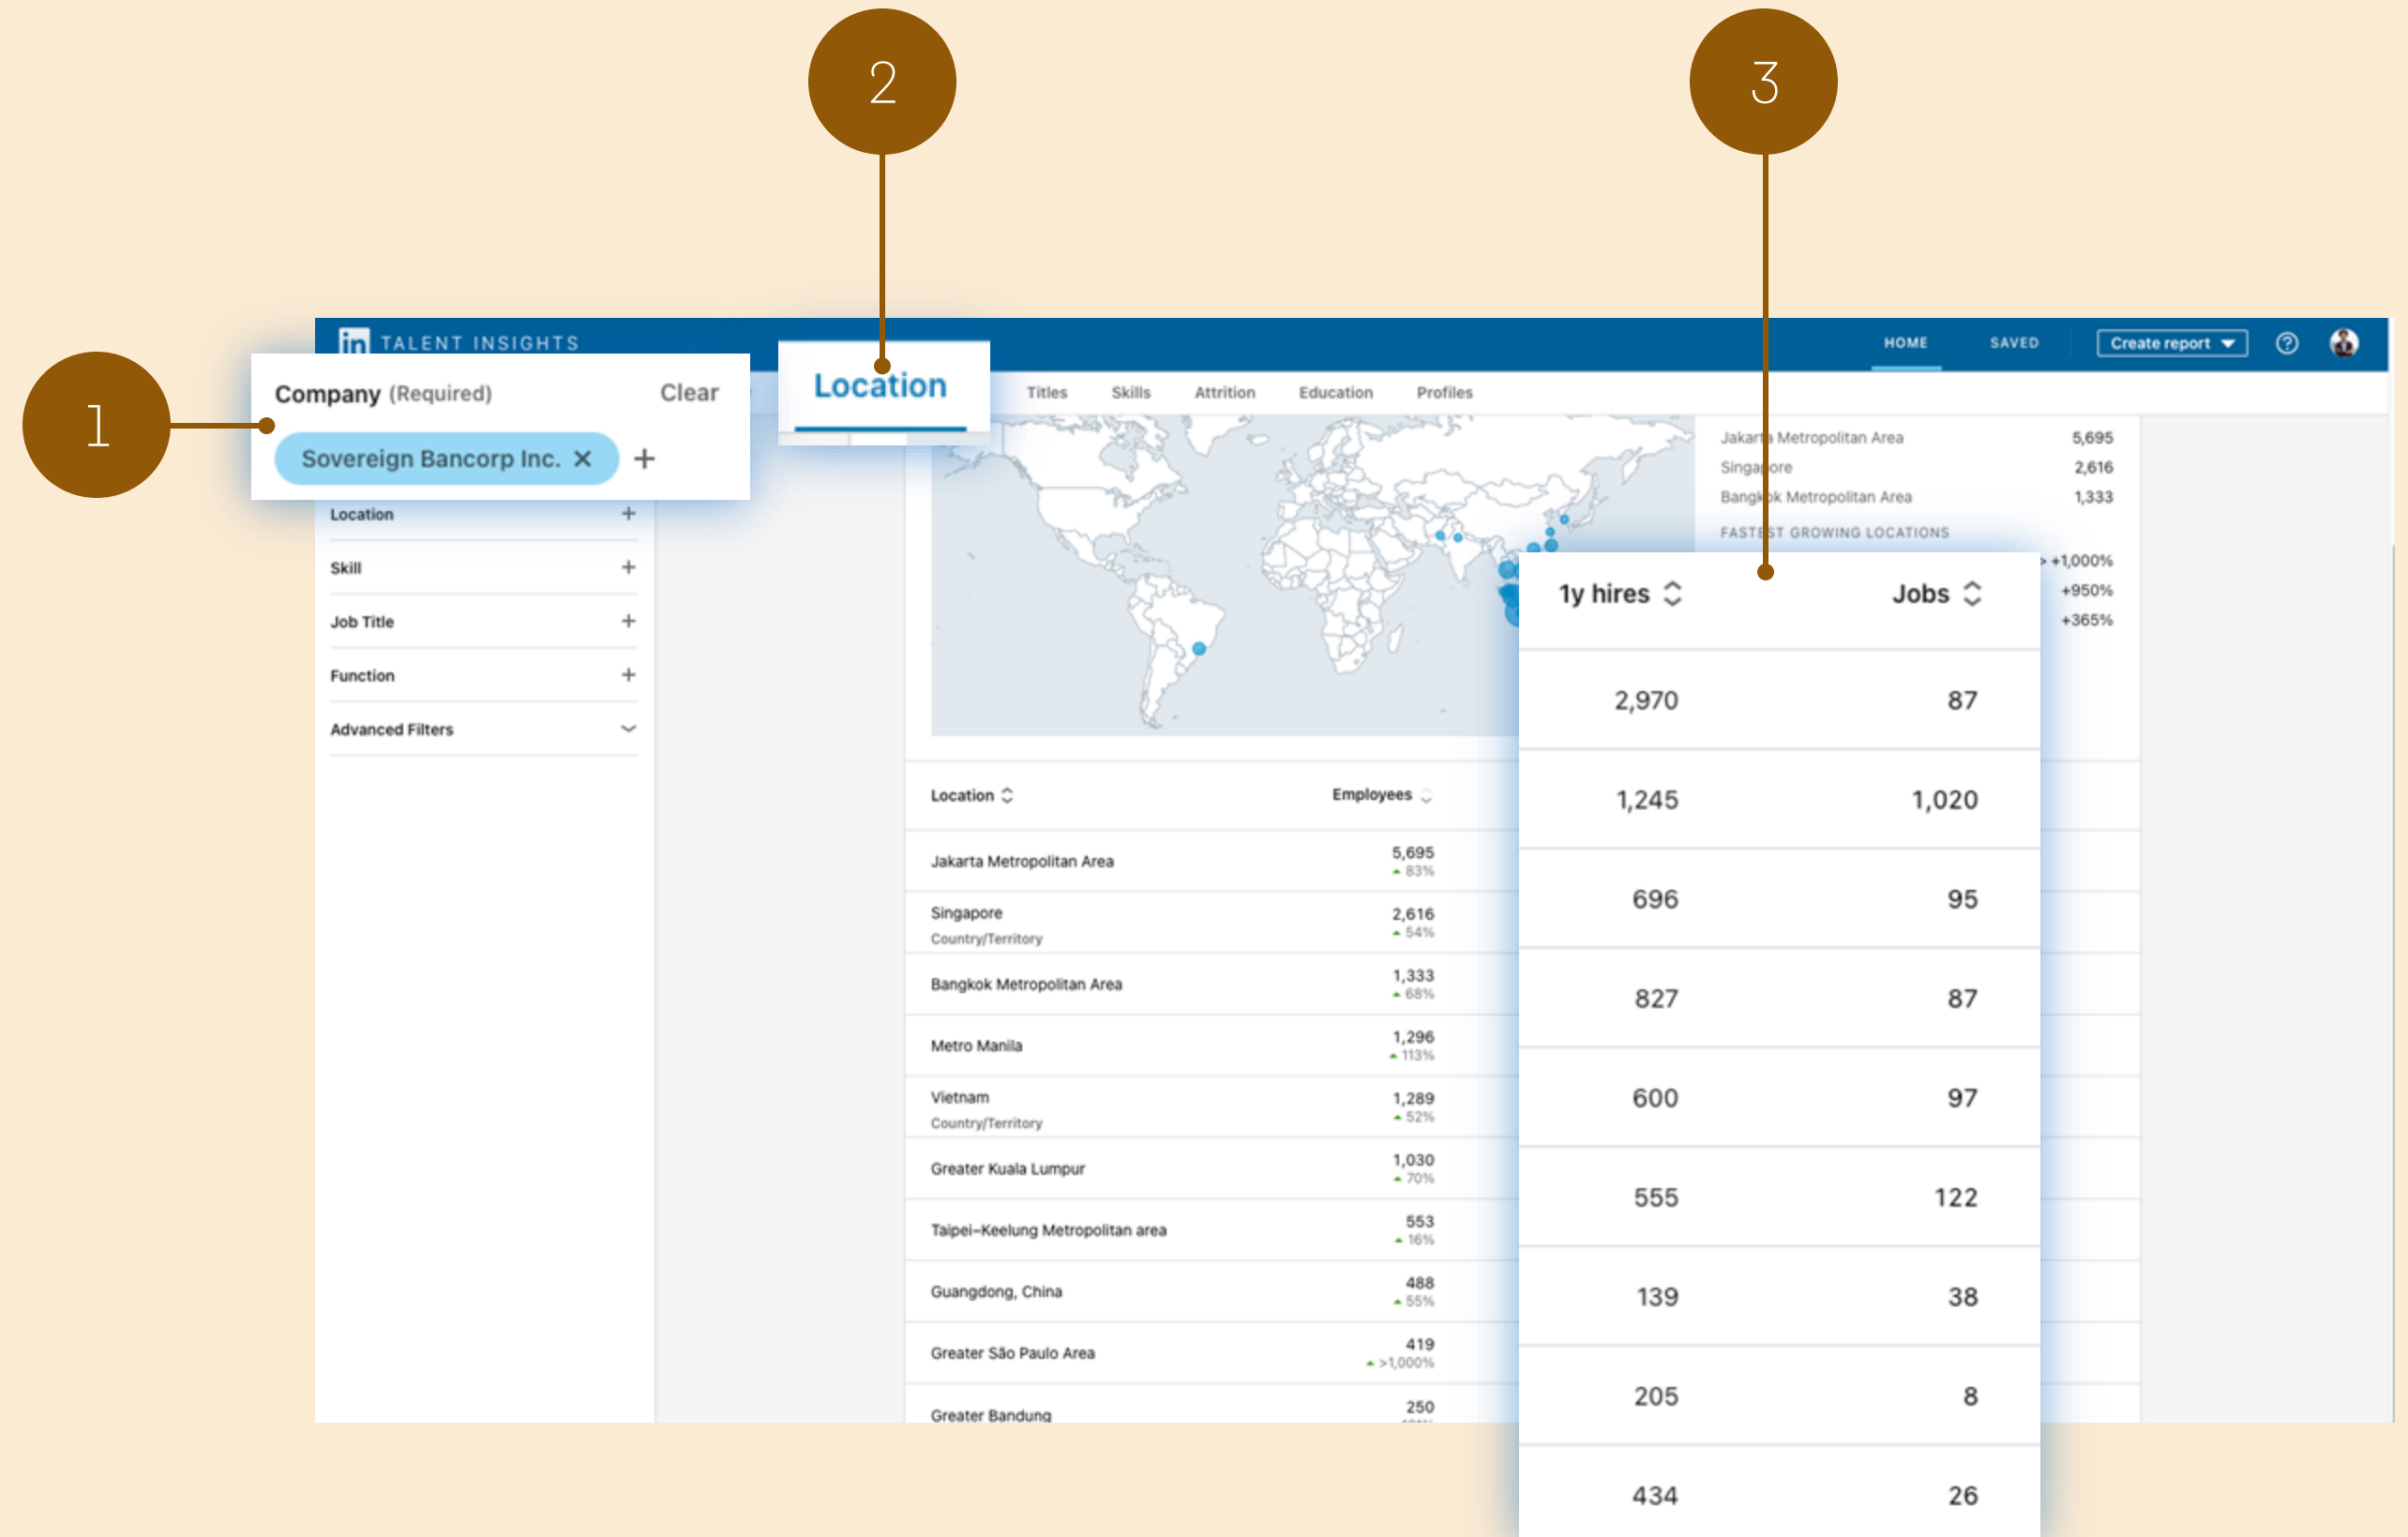 2
3
1
in TALENT INSIGHTS
HOME SAVED Create report ?
Company (Required) Clear
Sovereign Bancorp Inc. × +
Location
Titles Skills Attrition Education Profiles
Location +
Skill +
Job Title +
Function +
Advanced Filters
Jakarta Metropolitan Area 5,695
Singapore 2,616
Bangkok Metropolitan Area 1,333
FASTEST GROWING LOCATIONS
> +1,000%
+950%
+365%
Location Employees
Jakarta Metropolitan Area 5,695
83%
Singapore 2,616
Country/Territory 54%
Bangkok Metropolitan Area 1,333
68%
Metro Manila 1,296
113%
Vietnam 1,289
Country/Territory 52%
Greater Kuala Lumpur 1,030
70%
Taipei–Keelung Metropolitan area 553
16%
Guangdong, China 488
55%
Greater São Paulo Area 419
>1,000%
Greater Bandung 250
1y hires Jobs
2,970 87
1,245 1,020
696 95
827 87
600 97
555 122
139 38
205 8
434 26